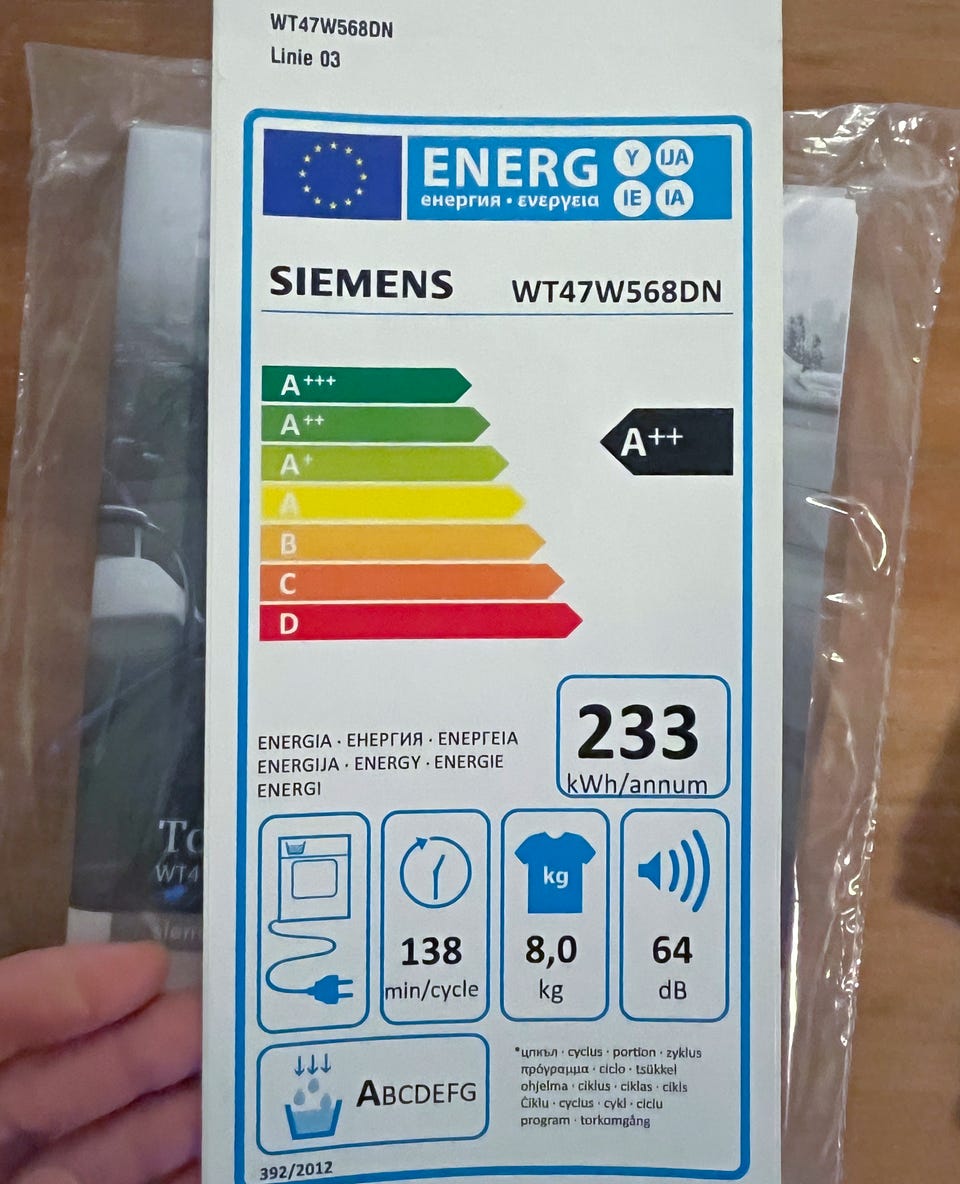 WT47W568DN
Linie 03
ENERG Y IJA
енергия · ενεργεια IE IA
SIEMENS WT47W568DN
A+++
A++
A++
A+
A
B
C
D
233
kWh/annum
ENERGIA · ЕНЕРГИЯ · ΕΝΕΡΓΕΙΑ
ENERGIJA · ENERGY · ENERGIE
ENERGI
To
WT4
kg
138
min/cycle
8,0
kg
64
dB
ABCDEFG
*цикъл · cyclus · portion · zyklus
πρόγραμμα · ciclo · tsükkel
ohjelma · ciklus · ciklas · cikls
Ċiklu · cyclus · cykl · ciclu
program · torkomgång
392/2012